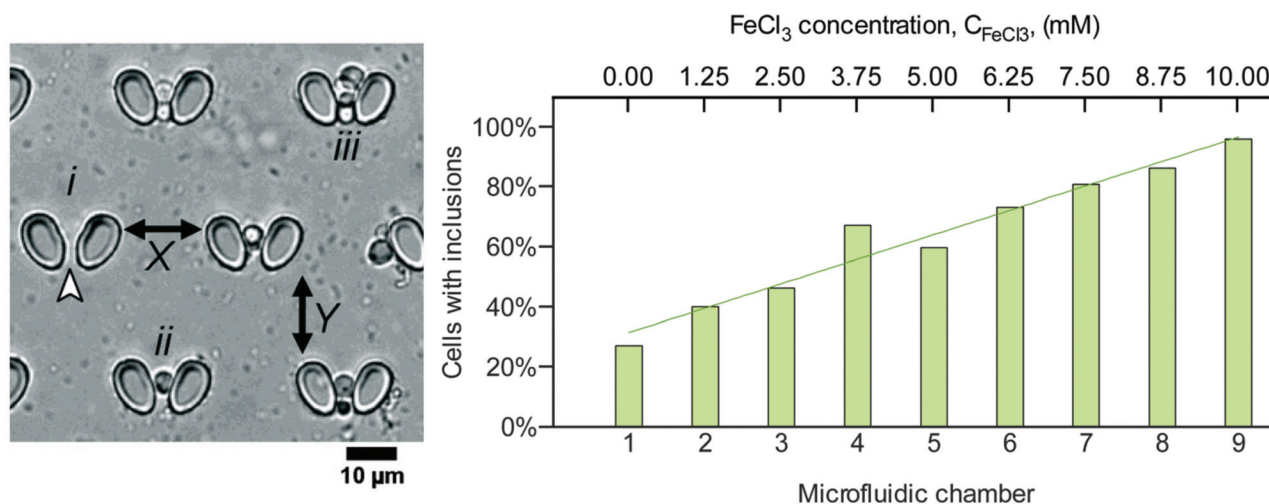 i
iii
X
Y
ii
10 µm
FeCl₃ concentration, C_FeCl3, (mM)
0.00 1.25 2.50 3.75 5.00 6.25 7.50 8.75 10.00
Cells with inclusions
100%
80%
60%
40%
20%
0%
1 2 3 4 5 6 7 8 9
Microfluidic chamber